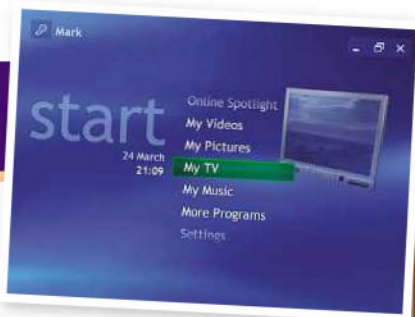 Mark
start
24 March
21:09
Online Spotlight
My Videos
My Pictures
My TV
My Music
More Programs
Settings